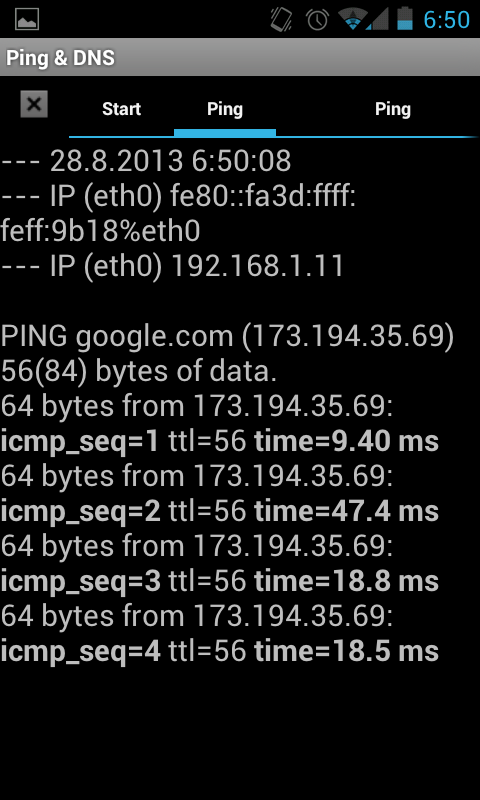 6:50
Ping & DNS
Start Ping Ping
--- 28.8.2013 6:50:08
--- IP (eth0) fe80::fa3d:ffff:
feff:9b18%eth0
--- IP (eth0) 192.168.1.11
PING google.com (173.194.35.69)
56(84) bytes of data.
64 bytes from 173.194.35.69:
icmp_seq=1 ttl=56 time=9.40 ms
64 bytes from 173.194.35.69:
icmp_seq=2 ttl=56 time=47.4 ms
64 bytes from 173.194.35.69:
icmp_seq=3 ttl=56 time=18.8 ms
64 bytes from 173.194.35.69:
icmp_seq=4 ttl=56 time=18.5 ms